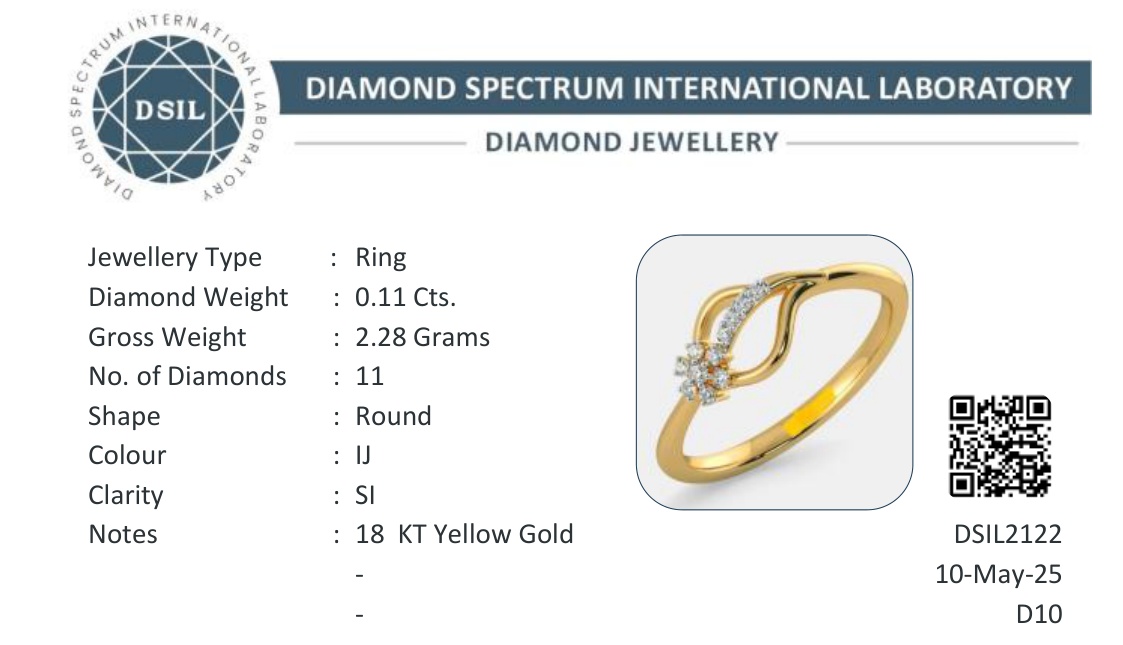 DIAMOND SPECTRUM INTERNATIONAL LABORATORY
DSIL
DIAMOND SPECTRUM INTERNATIONAL LABORATORY
DIAMOND JEWELLERY
Jewellery Type : Ring
Diamond Weight : 0.11 Cts.
Gross Weight : 2.28 Grams
No. of Diamonds : 11
Shape : Round
Colour : IJ
Clarity : SI
Notes : 18 KT Yellow Gold
-
-
DSIL2122
10-May-25
D10